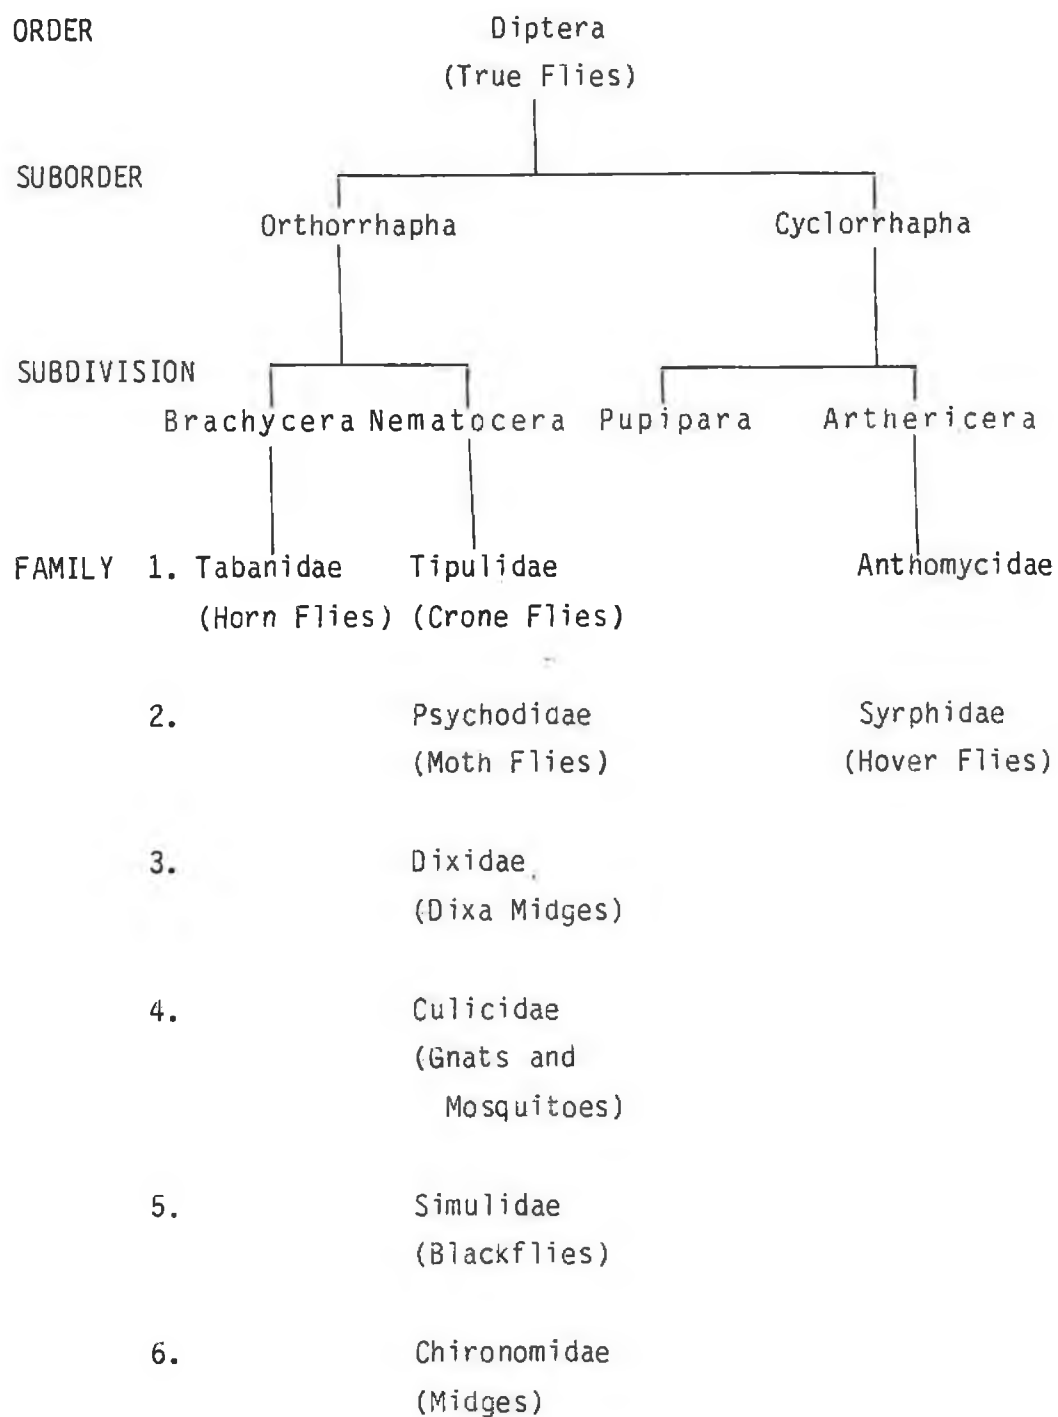 ORDER Diptera
(True Flies)
SUBORDER
Orthorrhapha Cyclorrhapha
SUBDIVISION
Brachycera Nematocera Pupipara Arthericera
FAMILY 1. Tabanidae Tipulidae Anthomycidae
(Horn Flies) (Crone Flies)
2. Psychodidae Syrphidae
(Moth Flies) (Hover Flies)
3. Dixidae
(Dixa Midges)
4. Culicidae
(Gnats and
Mosquitoes)
5. Simulidae
(Blackflies)
6. Chironomidae
(Midges)